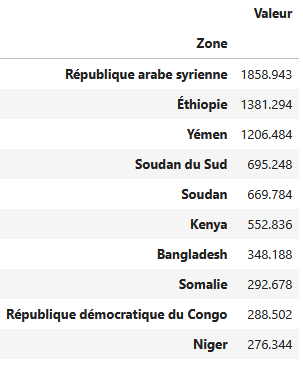 Valeur
Zone
République arabe syrienne 1858.943
Éthiopie 1381.294
Yémen 1206.484
Soudan du Sud 695.248
Soudan 669.784
Kenya 552.836
Bangladesh 348.188
Somalie 292.678
République démocratique du Congo 288.502
Niger 276.344